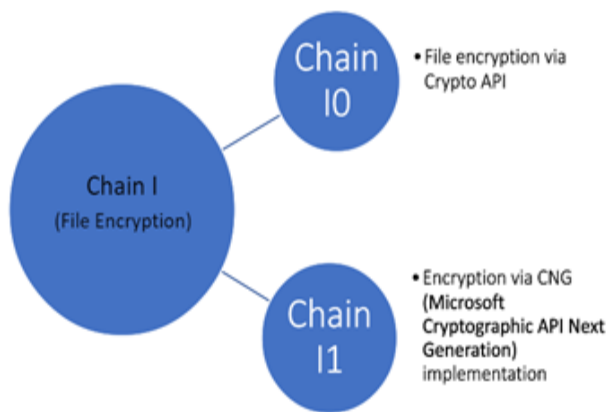 Chain
I0
• File encryption via
Crypto API
Chain I
(File Encryption)
Chain
I1
• Encryption via CNG
(Microsoft
Cryptographic API Next
Generation)
implementation